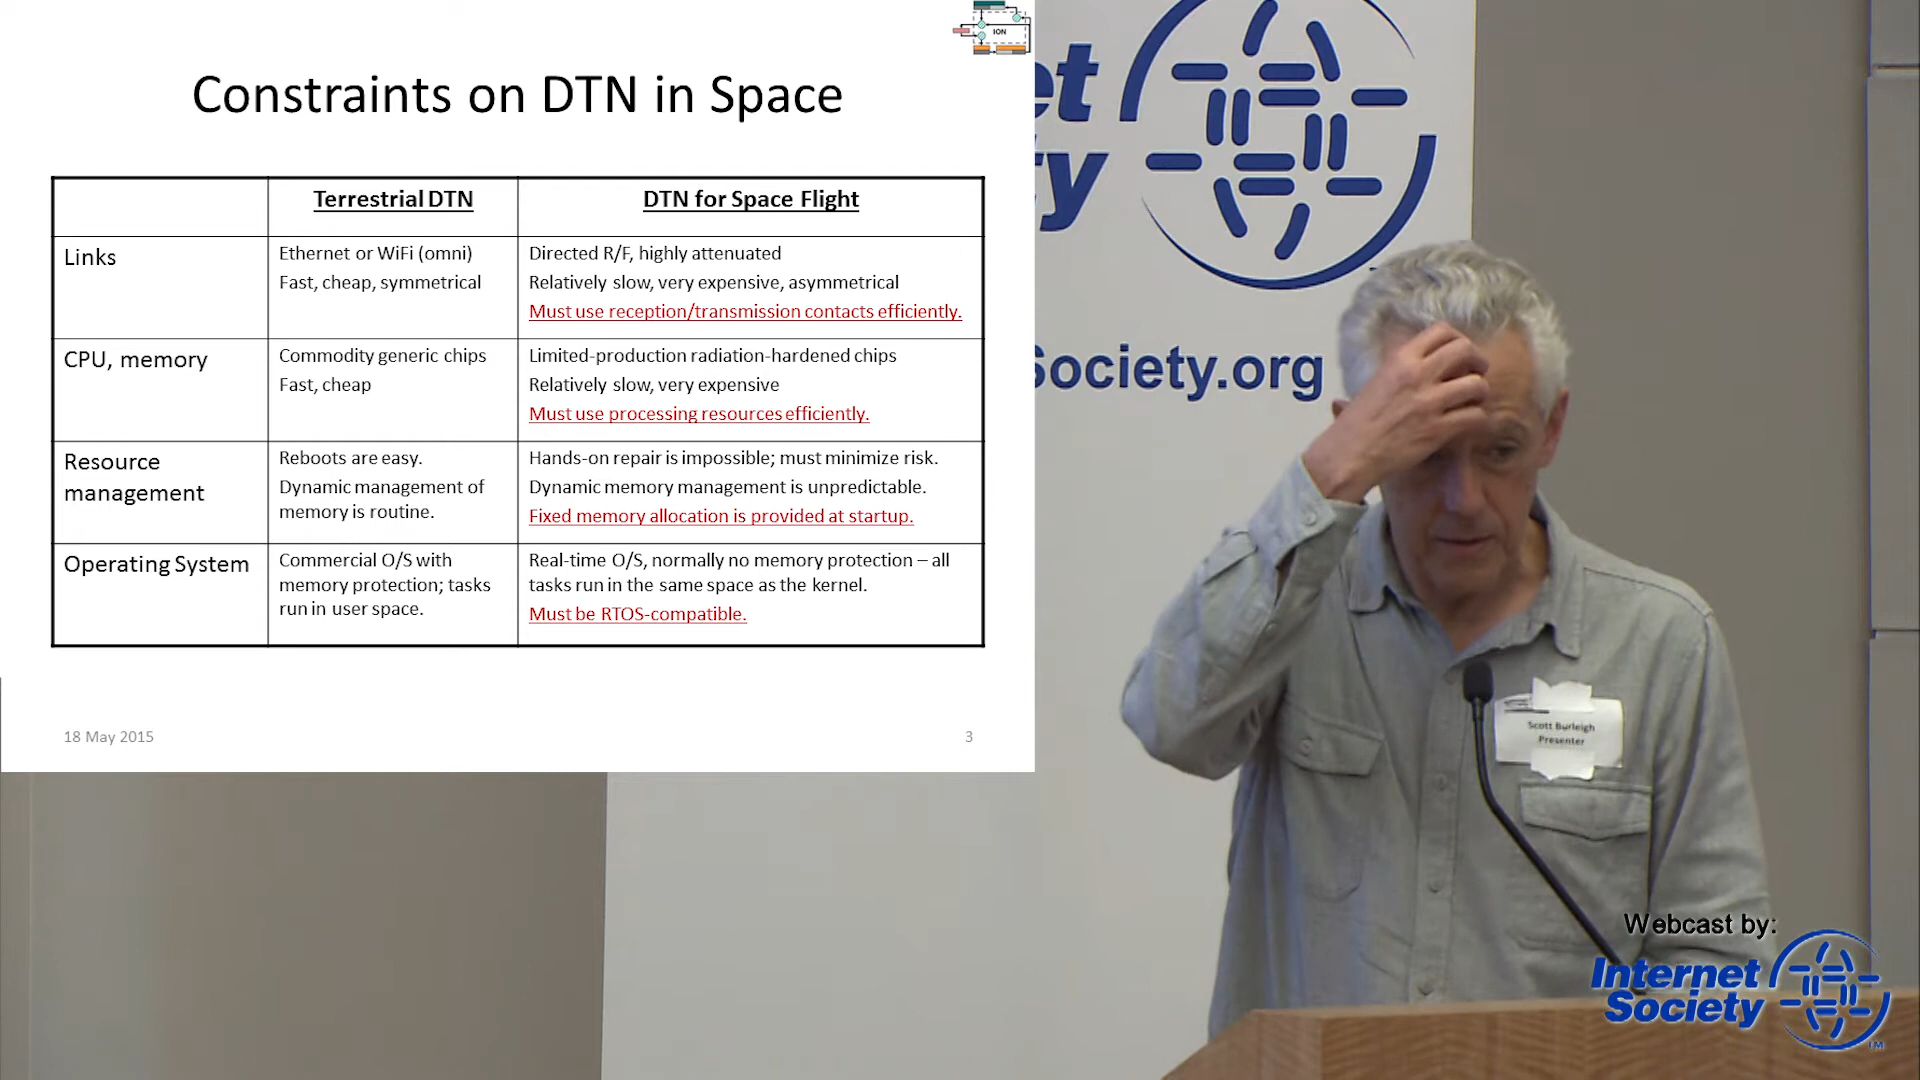 ION
Constraints on DTN in Space
Terrestrial DTN
DTN for Space Flight
Links
Ethernet or WiFi (omni)
Fast, cheap, symmetrical
Directed R/F, highly attenuated
Relatively slow, very expensive, asymmetrical
Must use reception/transmission contacts efficiently.
CPU, memory
Commodity generic chips
Fast, cheap
Limited-production radiation-hardened chips
Relatively slow, very expensive
Must use processing resources efficiently.
Resource
management
Reboots are easy.
Dynamic management of
memory is routine.
Hands-on repair is impossible; must minimize risk.
Dynamic memory management is unpredictable.
Fixed memory allocation is provided at startup.
Operating System
Commercial O/S with
memory protection; tasks
run in user space.
Real-time O/S, normally no memory protection – all
tasks run in the same space as the kernel.
Must be RTOS-compatible.
18 May 2015
3
et
ty
Society.org
Scott Burleigh
Presenter
Webcast by:
Internet
Society
TM